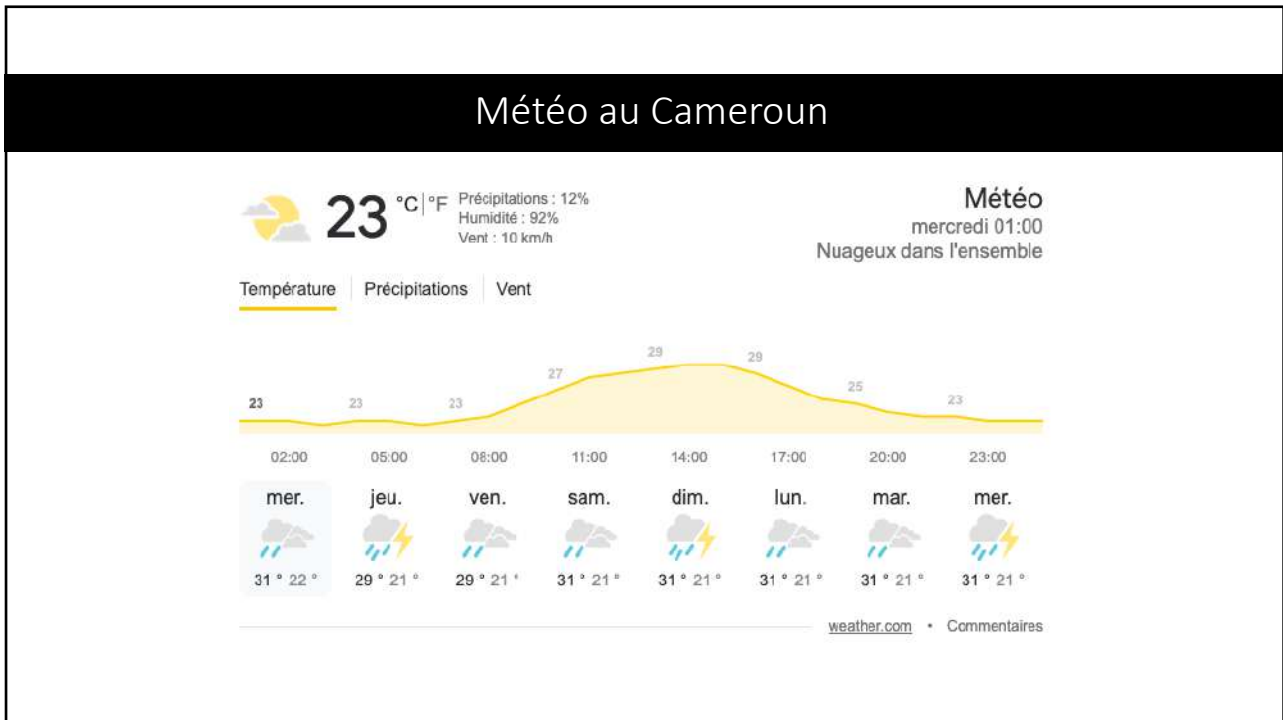 Météo au Cameroun
23 °C|°F
Précipitations : 12%
Humidité : 92%
Vent : 10 km/h
Météo
mercredi 01:00
Nuageux dans l'ensemble
Température Précipitations Vent
23 23 23 27 29 29 25 23
02:00 05:00 08:00 11:00 14:00 17:00 20:00 23:00
mer. jeu. ven. sam. dim. lun. mar. mer.
31 ° 22 ° 29 ° 21 ° 29 ° 21 ° 31 ° 21 ° 31 ° 21 ° 31 ° 21 ° 31 ° 21 ° 31 ° 21 °
weather.com • Commentaires